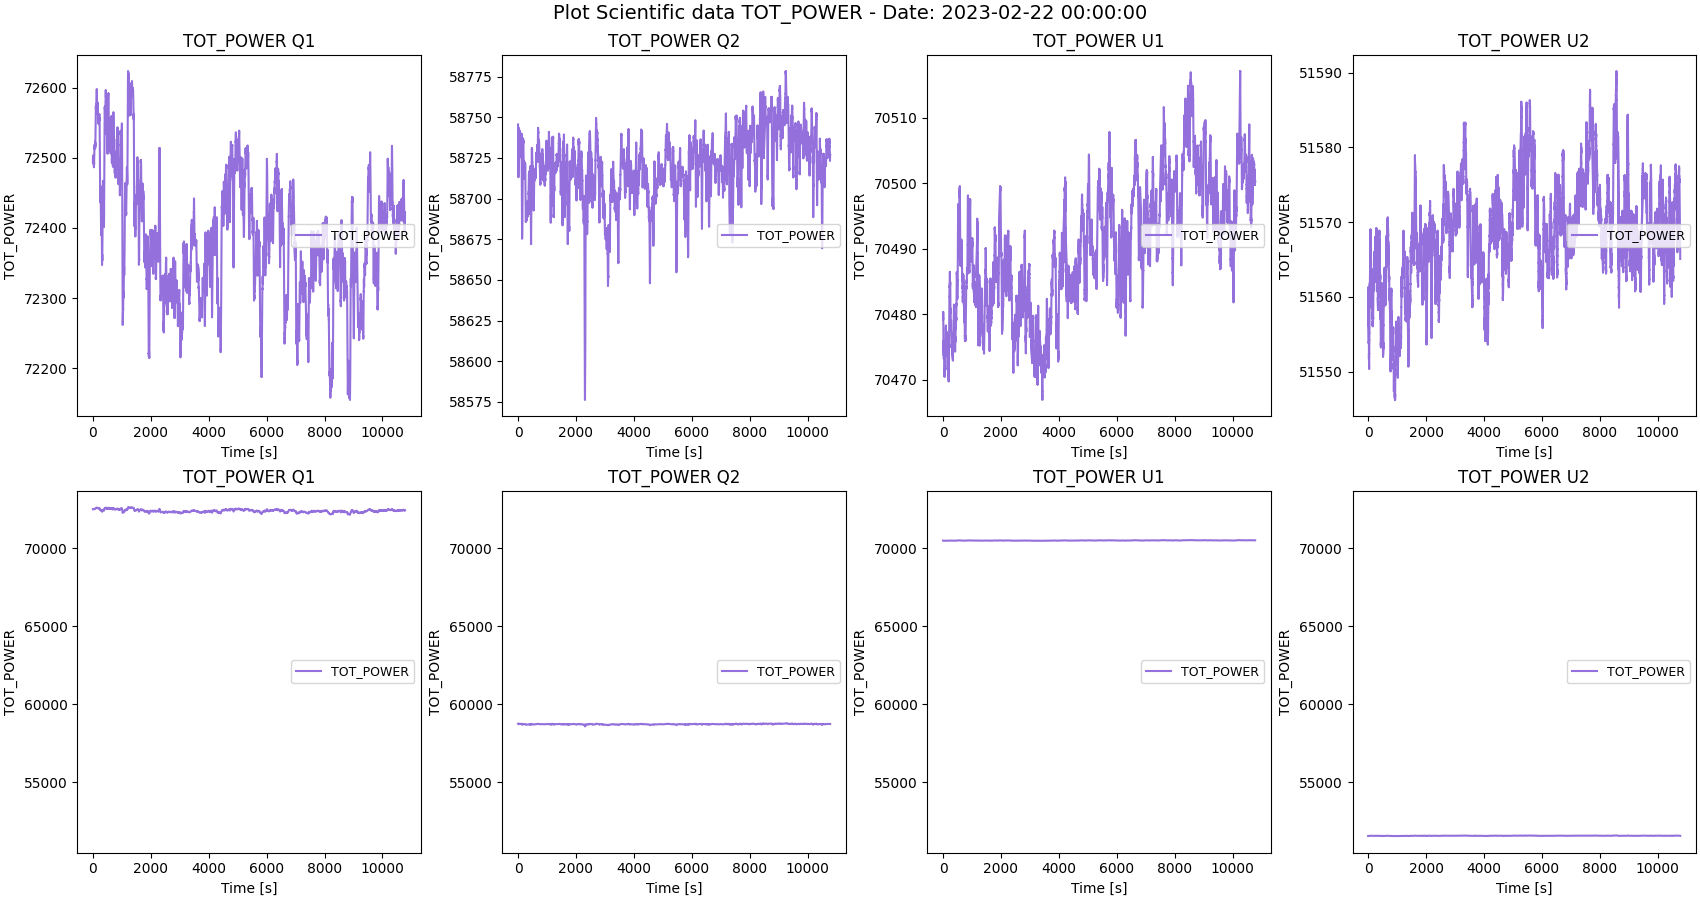 Plot Scientific data TOT_POWER - Date: 2023-02-22 00:00:00
TOT_POWER Q1
TOT_POWER
72600
72500
72400
72300
72200
TOT_POWER
0 2000 4000 6000 8000 10000
Time [s]
TOT_POWER Q2
TOT_POWER
58775
58750
58725
58700
58675
58650
58625
58600
58575
TOT_POWER
0 2000 4000 6000 8000 10000
Time [s]
TOT_POWER U1
TOT_POWER
70510
70500
70490
70480
70470
TOT_POWER
0 2000 4000 6000 8000 10000
Time [s]
TOT_POWER U2
TOT_POWER
51590
51580
51570
51560
51550
TOT_POWER
0 2000 4000 6000 8000 10000
Time [s]
TOT_POWER Q1
TOT_POWER
70000
65000
60000
55000
TOT_POWER
0 2000 4000 6000 8000 10000
Time [s]
TOT_POWER Q2
TOT_POWER
70000
65000
60000
55000
TOT_POWER
0 2000 4000 6000 8000 10000
Time [s]
TOT_POWER U1
TOT_POWER
70000
65000
60000
55000
TOT_POWER
0 2000 4000 6000 8000 10000
Time [s]
TOT_POWER U2
TOT_POWER
70000
65000
60000
55000
TOT_POWER
0 2000 4000 6000 8000 10000
Time [s]